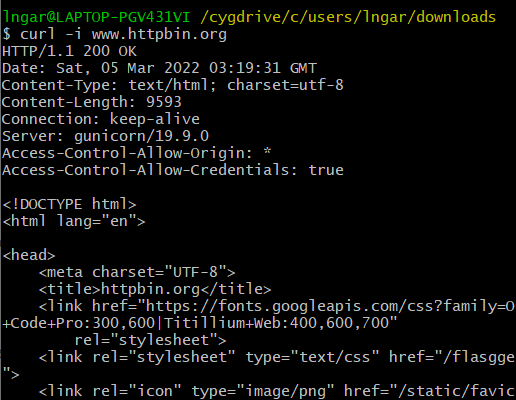 lngar@LAPTOP-PGV431VI /cygdrive/c/users/lngar/downloads
$ curl -i www.httpbin.org
HTTP/1.1 200 OK
Date: Sat, 05 Mar 2022 03:19:31 GMT
Content-Type: text/html; charset=utf-8
Content-Length: 9593
Connection: keep-alive
Server: gunicorn/19.9.0
Access-Control-Allow-Origin: *
Access-Control-Allow-Credentials: true
<!DOCTYPE html>
<html lang="en">
<head>
    <meta charset="UTF-8">
    <title>httpbin.org</title>
    <link href="https://fonts.googleapis.com/css?family=O
+Code+Pro:300,600|Titillium+Web:400,600,700"
        rel="stylesheet">
    <link rel="stylesheet" type="text/css" href="/flasgge
">
    <link rel="icon" type="image/png" href="/static/favic